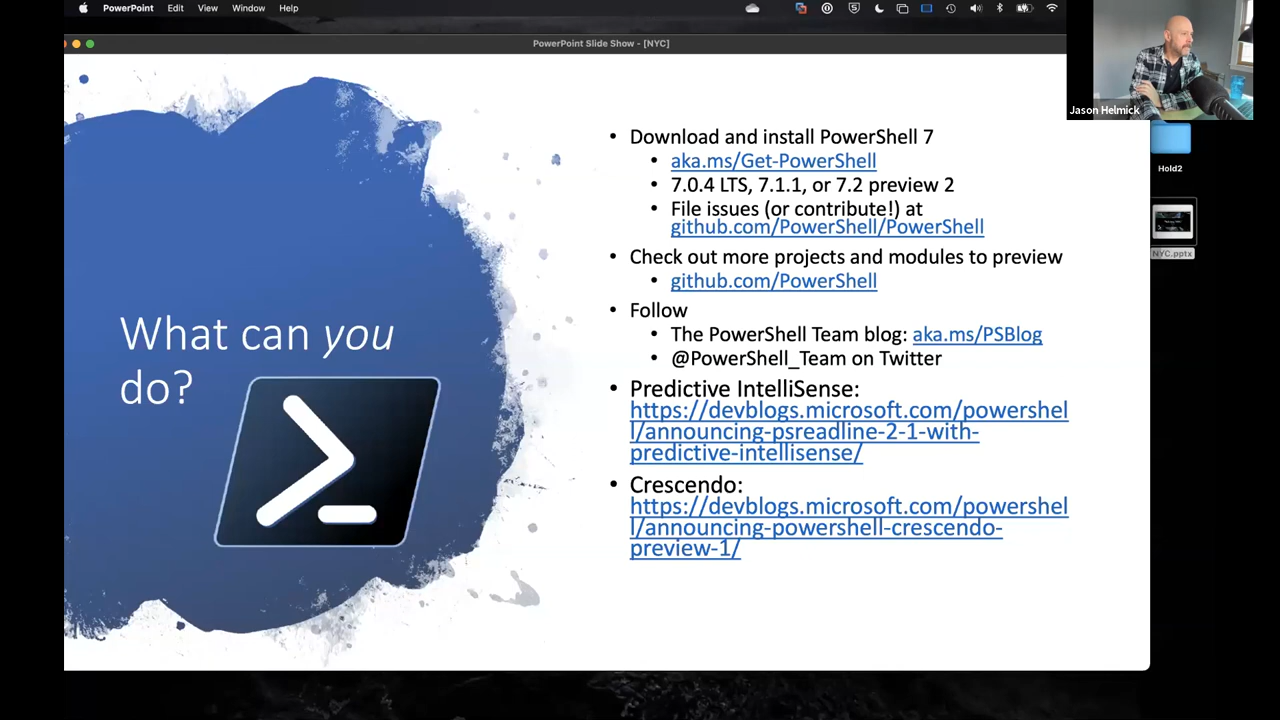 PowerPoint Edit View Window Help
PowerPoint Slide Show - [NYC]
Jason Helmick
Hold2
NYC.pptx
What can you
do?
• Download and install PowerShell 7
• aka.ms/Get-PowerShell
• 7.0.4 LTS, 7.1.1, or 7.2 preview 2
• File issues (or contribute!) at
github.com/PowerShell/PowerShell
• Check out more projects and modules to preview
• github.com/PowerShell
• Follow
• The PowerShell Team blog: aka.ms/PSBlog
• @PowerShell_Team on Twitter
• Predictive IntelliSense:
https://devblogs.microsoft.com/powershel
l/announcing-psreadline-2-1-with-
predictive-intellisense/
• Crescendo:
https://devblogs.microsoft.com/powershel
l/announcing-powershell-crescendo-
preview-1/